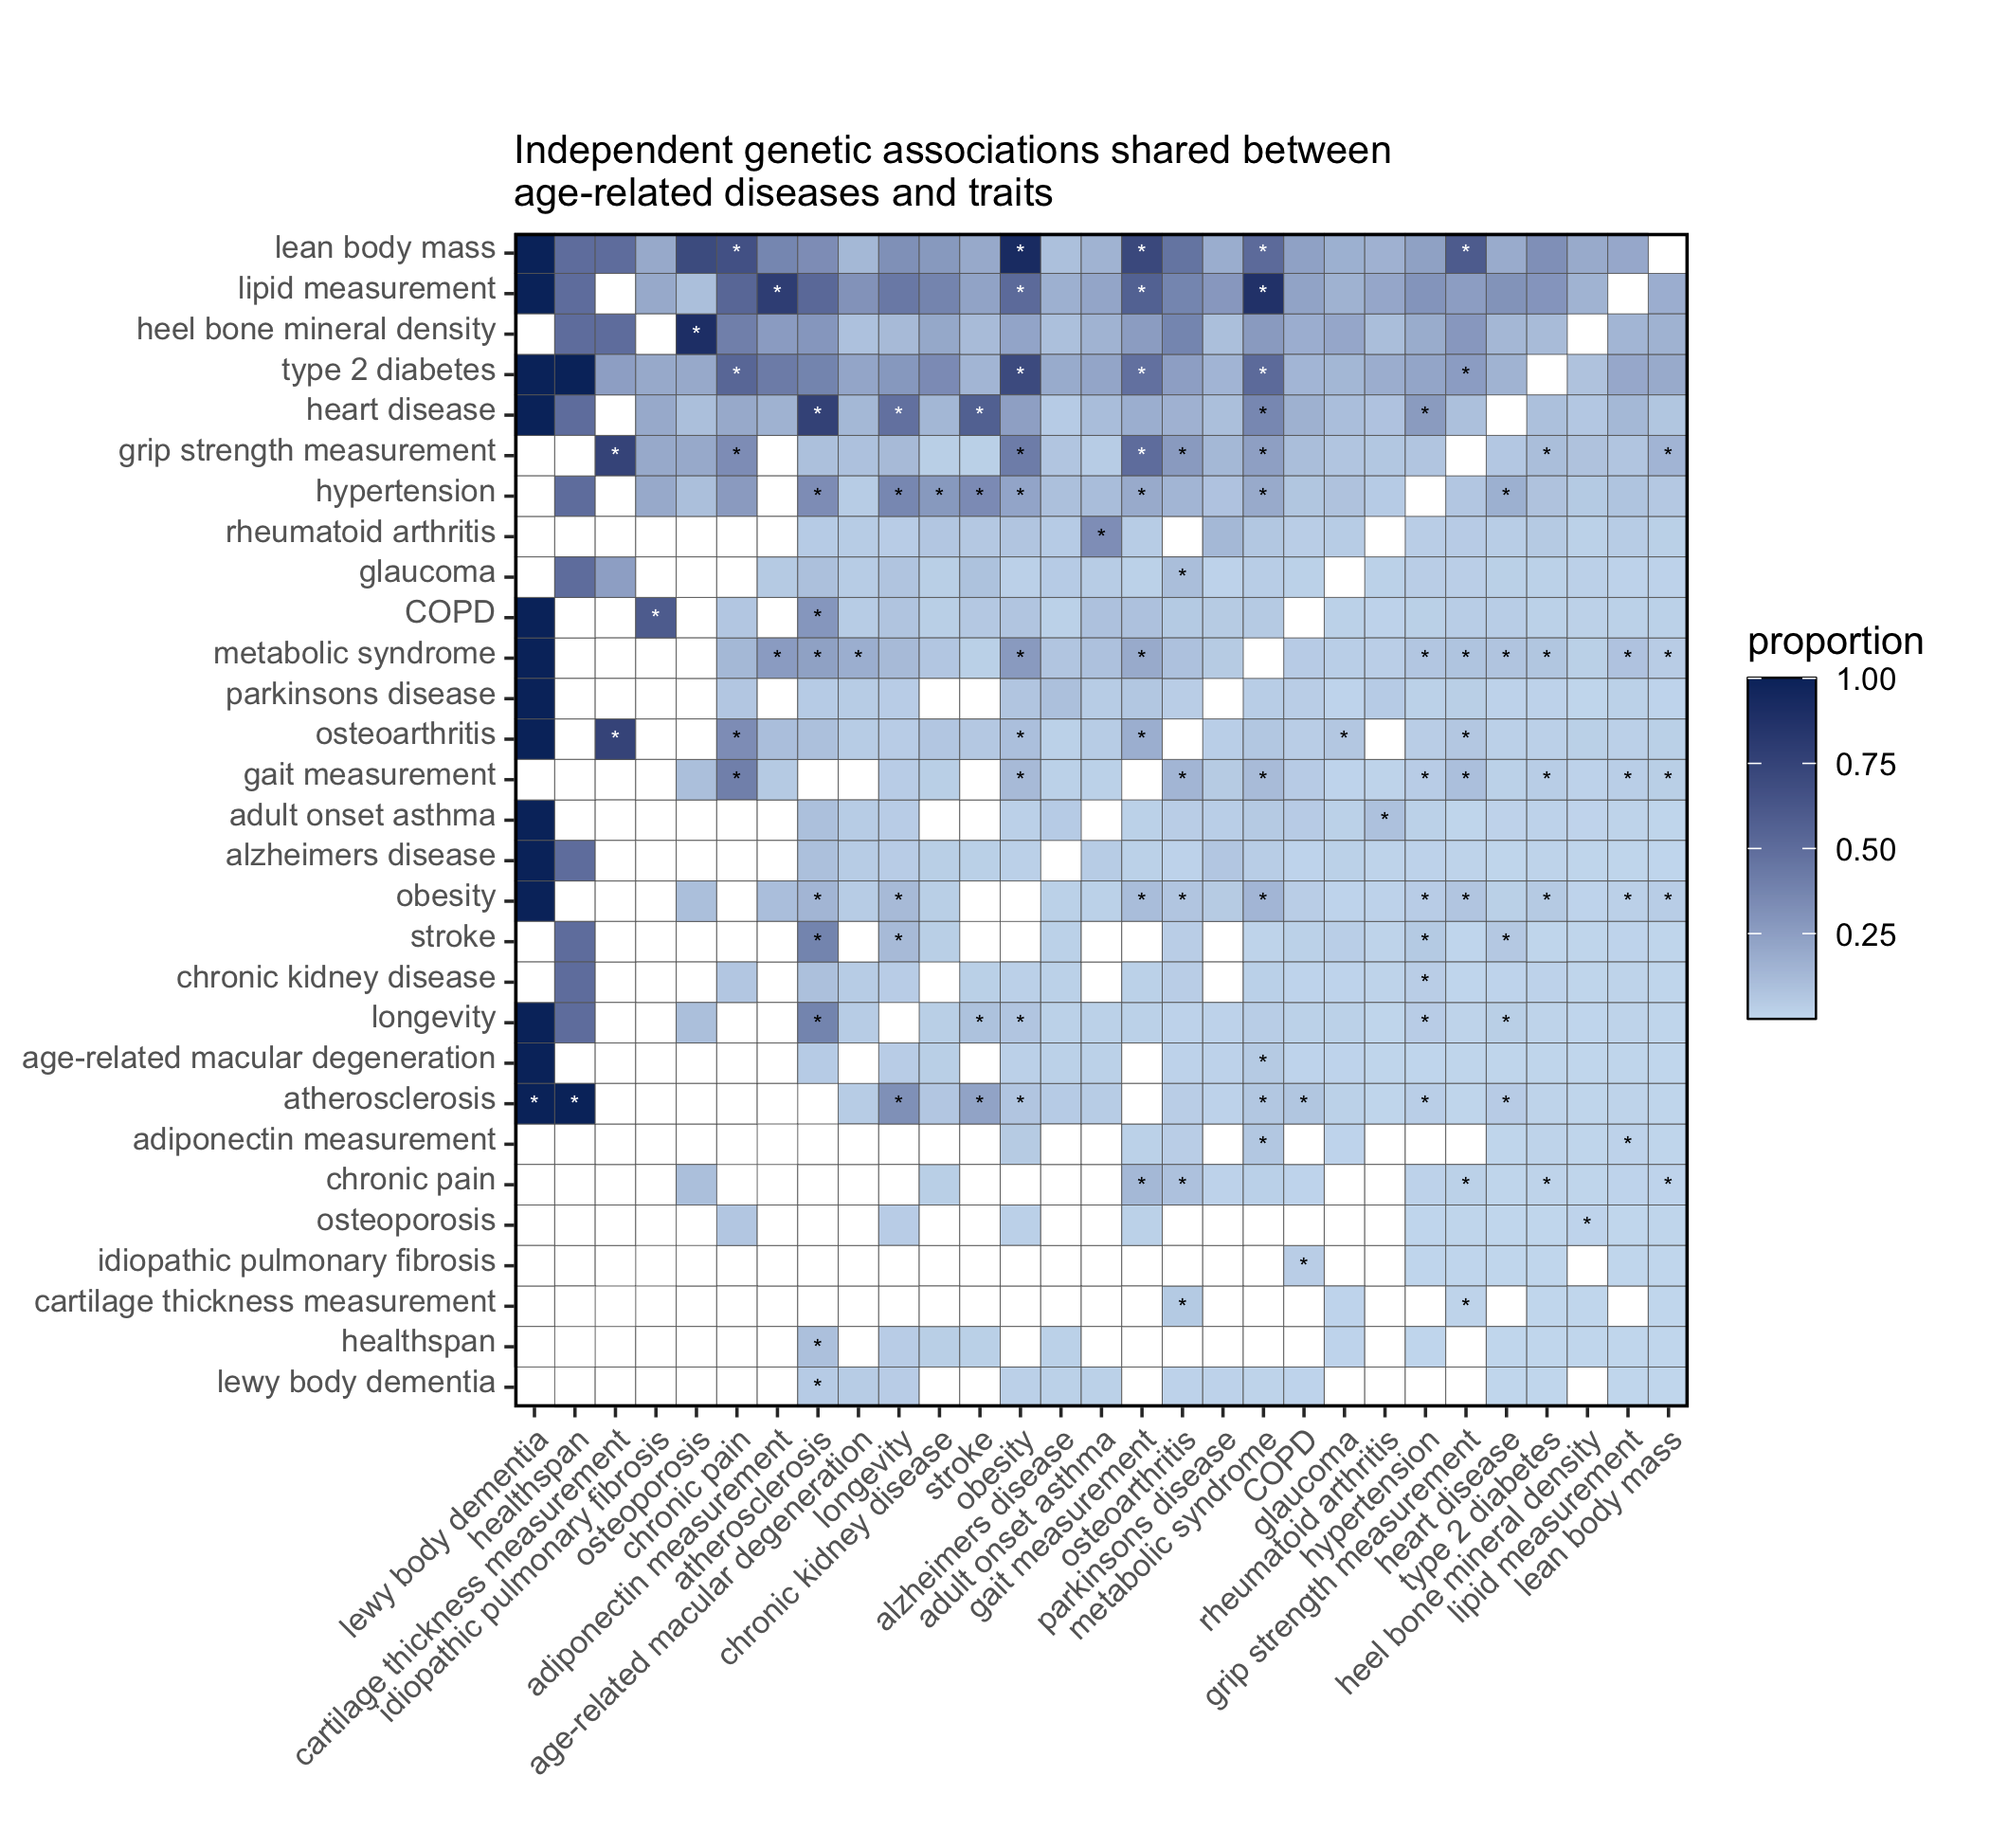 Independent genetic associations shared between
age-related diseases and traits
lean body mass
lipid measurement
heel bone mineral density
type 2 diabetes
heart disease
grip strength measurement
hypertension
rheumatoid arthritis
glaucoma
COPD
metabolic syndrome
parkinsons disease
osteoarthritis
gait measurement
adult onset asthma
alzheimers disease
obesity
stroke
chronic kidney disease
longevity
age-related macular degeneration
atherosclerosis
adiponectin measurement
chronic pain
osteoporosis
idiopathic pulmonary fibrosis
cartilage thickness measurement
healthspan
lewy body dementia
lewy body dementia
healthspan
cartilage thickness measurement
idiopathic pulmonary fibrosis
osteoporosis
chronic pain
adiponectin measurement
atherosclerosis
age-related macular degeneration
longevity
chronic kidney disease
stroke
obesity
alzheimers disease
adult onset asthma
gait measurement
osteoarthritis
parkinsons disease
metabolic syndrome
COPD
glaucoma
rheumatoid arthritis
hypertension
grip strength measurement
heart disease
type 2 diabetes
heel bone mineral density
lipid measurement
lean body mass
proportion
1.00
0.75
0.50
0.25